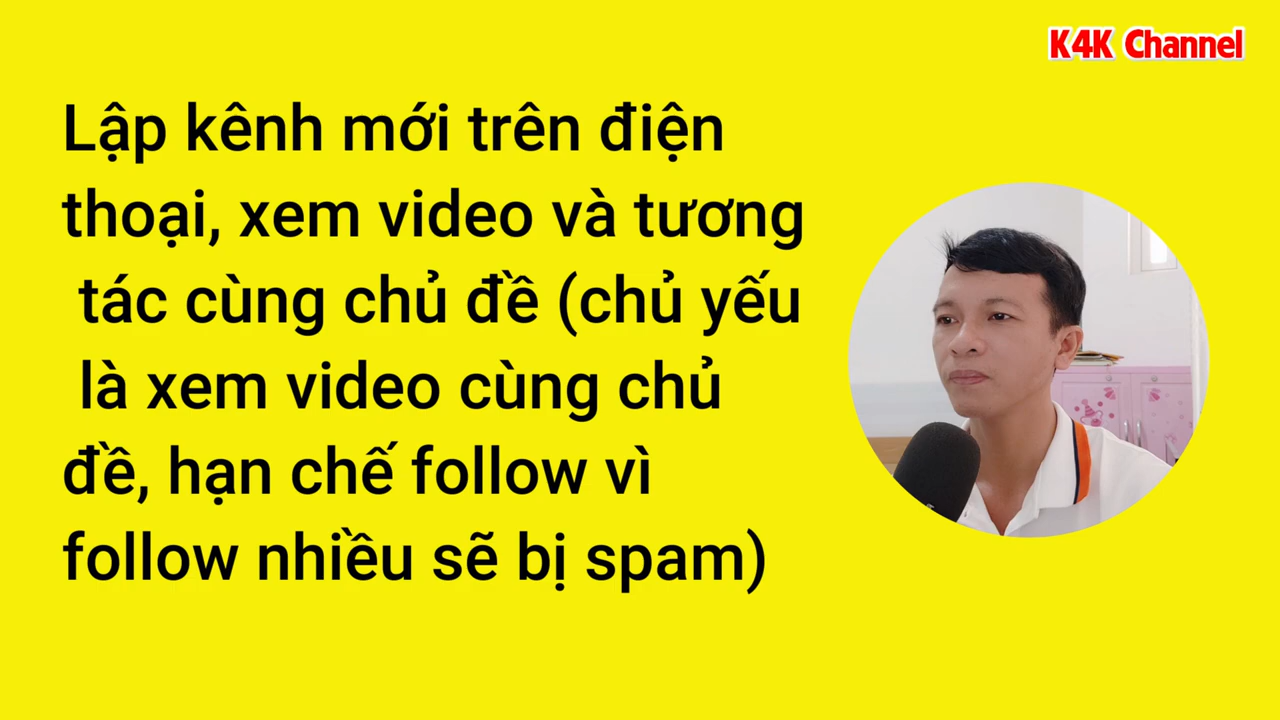 K4K Channel
Lập kênh mới trên điện
thoại, xem video và tương
tác cùng chủ đề (chủ yếu
là xem video cùng chủ
đề, hạn chế follow vì
follow nhiều sẽ bị spam)